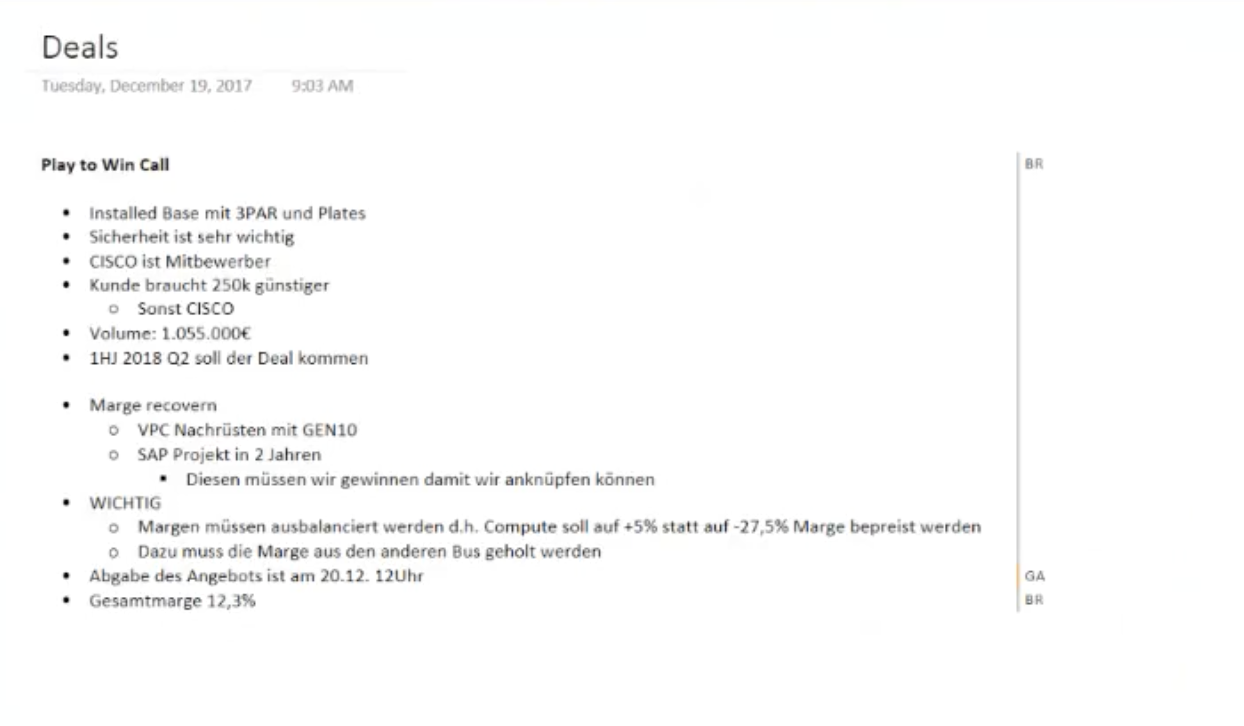 Deals
Tuesday, December 19, 2017 9:03 AM
Play to Win Call
BR
• Installed Base mit 3PAR und Plates
• Sicherheit ist sehr wichtig
• CISCO ist Mitbewerber
• Kunde braucht 250k günstiger
o Sonst CISCO
• Volume: 1.055.000€
• 1HJ 2018 Q2 soll der Deal kommen
• Marge recovern
o VPC Nachrüsten mit GEN10
o SAP Projekt in 2 Jahren
▪ Diesen müssen wir gewinnen damit wir anknüpfen können
• WICHTIG
o Margen müssen ausbalanciert werden d.h. Compute soll auf +5% statt auf -27,5% Marge bepreist werden
o Dazu muss die Marge aus den anderen Bus geholt werden
• Abgabe des Angebots ist am 20.12. 12Uhr
GA
• Gesamtmarge 12,3%
BR